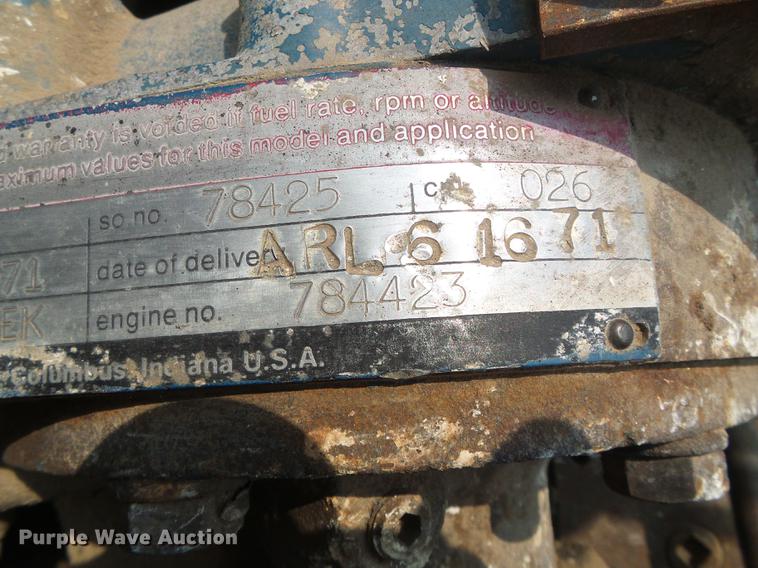 warranty is voided if fuel rate, rpm or altitude
maximum values for this model and application
so no. 78425 026
date of delivery ARL 6 16 71
71
engine no. 784423
EK
Columbus, Indiana U.S.A.
Purple Wave Auction